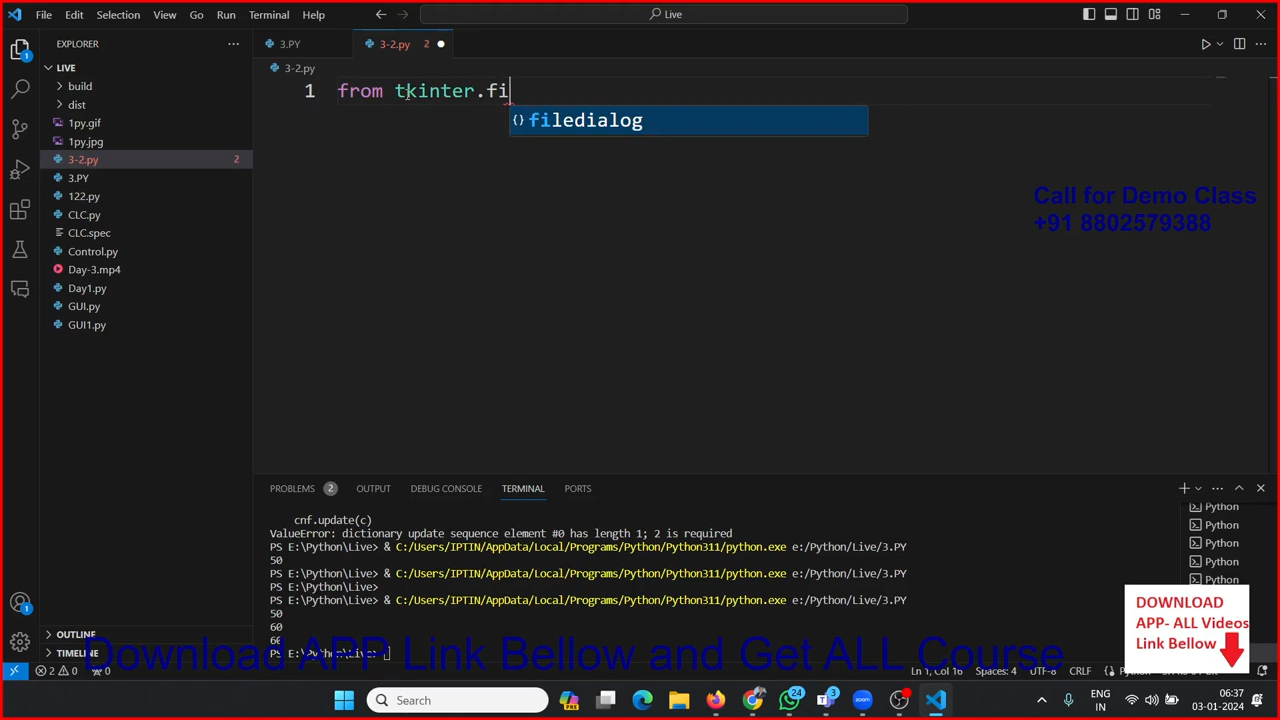 File Edit Selection View Go Run Terminal Help
Live
EXPLORER
3.PY
3-2.py 2
LIVE
3-2.py
build
dist
1py.gif
1py.jpg
3-2.py 2
3.PY
122.py
CLC.py
CLC.spec
Control.py
Day-3.mp4
Day1.py
GUI.py
GUI1.py
1 from tkinter.fi
filedialog
Call for Demo Class
+91 8802579388
PROBLEMS 2 OUTPUT DEBUG CONSOLE TERMINAL PORTS
cnf.update(c)
ValueError: dictionary update sequence element #0 has length 1; 2 is required
PS E:\Python\Live> & C:/Users/IPTIN/AppData/Local/Programs/Python/Python311/python.exe e:/Python/Live/3.PY
50
PS E:\Python\Live> & C:/Users/IPTIN/AppData/Local/Programs/Python/Python311/python.exe e:/Python/Live/3.PY
PS E:\Python\Live>
PS E:\Python\Live> & C:/Users/IPTIN/AppData/Local/Programs/Python/Python311/python.exe e:/Python/Live/3.PY
50
60
60
PS E:\Python\Live>
Python
Python
Python
Python
Python
DOWNLOAD
APP- ALL Videos
Link Bellow
OUTLINE
TIMELINE
Download APP Link Bellow and Get ALL Course
2 0 0
Ln 1, Col 16 Spaces: 4 UTF-8 CRLF
Search
PRE
24
3
ENG
IN
06:37
03-01-2024